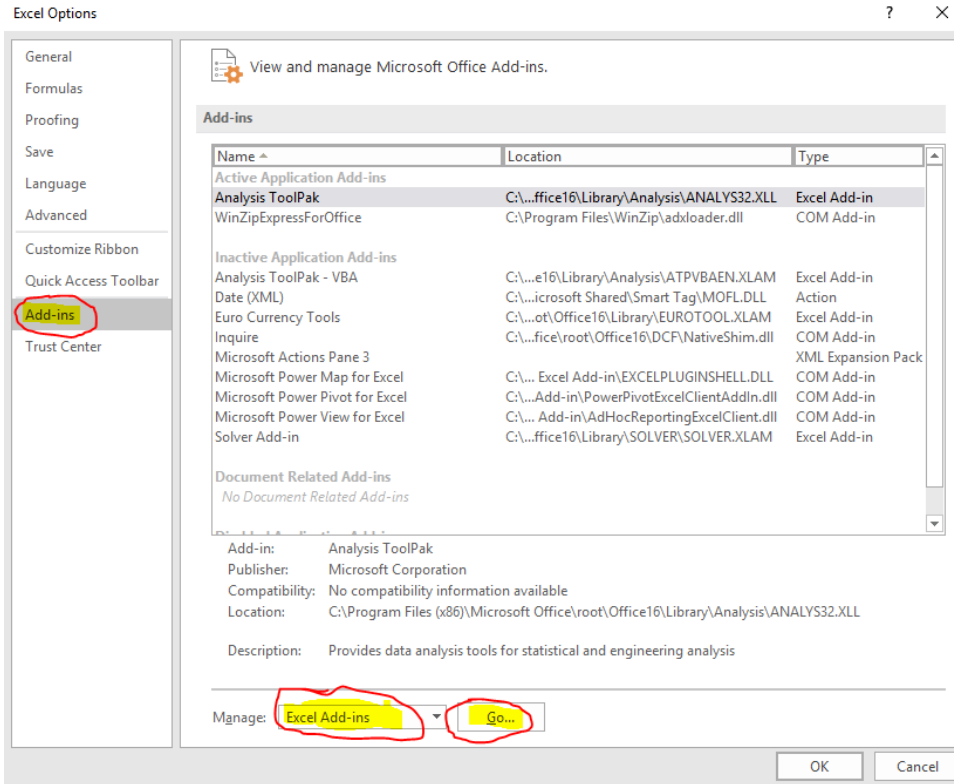 Excel Options ? ×
General
Formulas
Proofing
Save
Language
Advanced
Customize Ribbon
Quick Access Toolbar
Add-ins
Trust Center
View and manage Microsoft Office Add-ins.
Add-ins
Name Location Type
Active Application Add-ins
Analysis ToolPak C:\...ffice16\Library\Analysis\ANALYS32.XLL Excel Add-in
WinZipExpressForOffice C:\Program Files\WinZip\adxloader.dll COM Add-in
Inactive Application Add-ins
Analysis ToolPak - VBA C:\...e16\Library\Analysis\ATPVBAEN.XLAM Excel Add-in
Date (XML) C:\...icrosoft Shared\Smart Tag\MOFL.DLL Action
Euro Currency Tools C:\...ot\Office16\Library\EUROTOOL.XLAM Excel Add-in
Inquire C:\...fice\root\Office16\DCF\NativeShim.dll COM Add-in
Microsoft Actions Pane 3 XML Expansion Pack
Microsoft Power Map for Excel C:\... Excel Add-in\EXCELPLUGINSHELL.DLL COM Add-in
Microsoft Power Pivot for Excel C:\...Add-in\PowerPivotExcelClientAddIn.dll COM Add-in
Microsoft Power View for Excel C:\... Add-in\AdHocReportingExcelClient.dll COM Add-in
Solver Add-in C:\...ffice16\Library\SOLVER\SOLVER.XLAM Excel Add-in
Document Related Add-ins
No Document Related Add-ins
Add-in: Analysis ToolPak
Publisher: Microsoft Corporation
Compatibility: No compatibility information available
Location: C:\Program Files (x86)\Microsoft Office\root\Office16\Library\Analysis\ANALYS32.XLL
Description: Provides data analysis tools for statistical and engineering analysis
Manage: Excel Add-ins Go...
OK Cancel